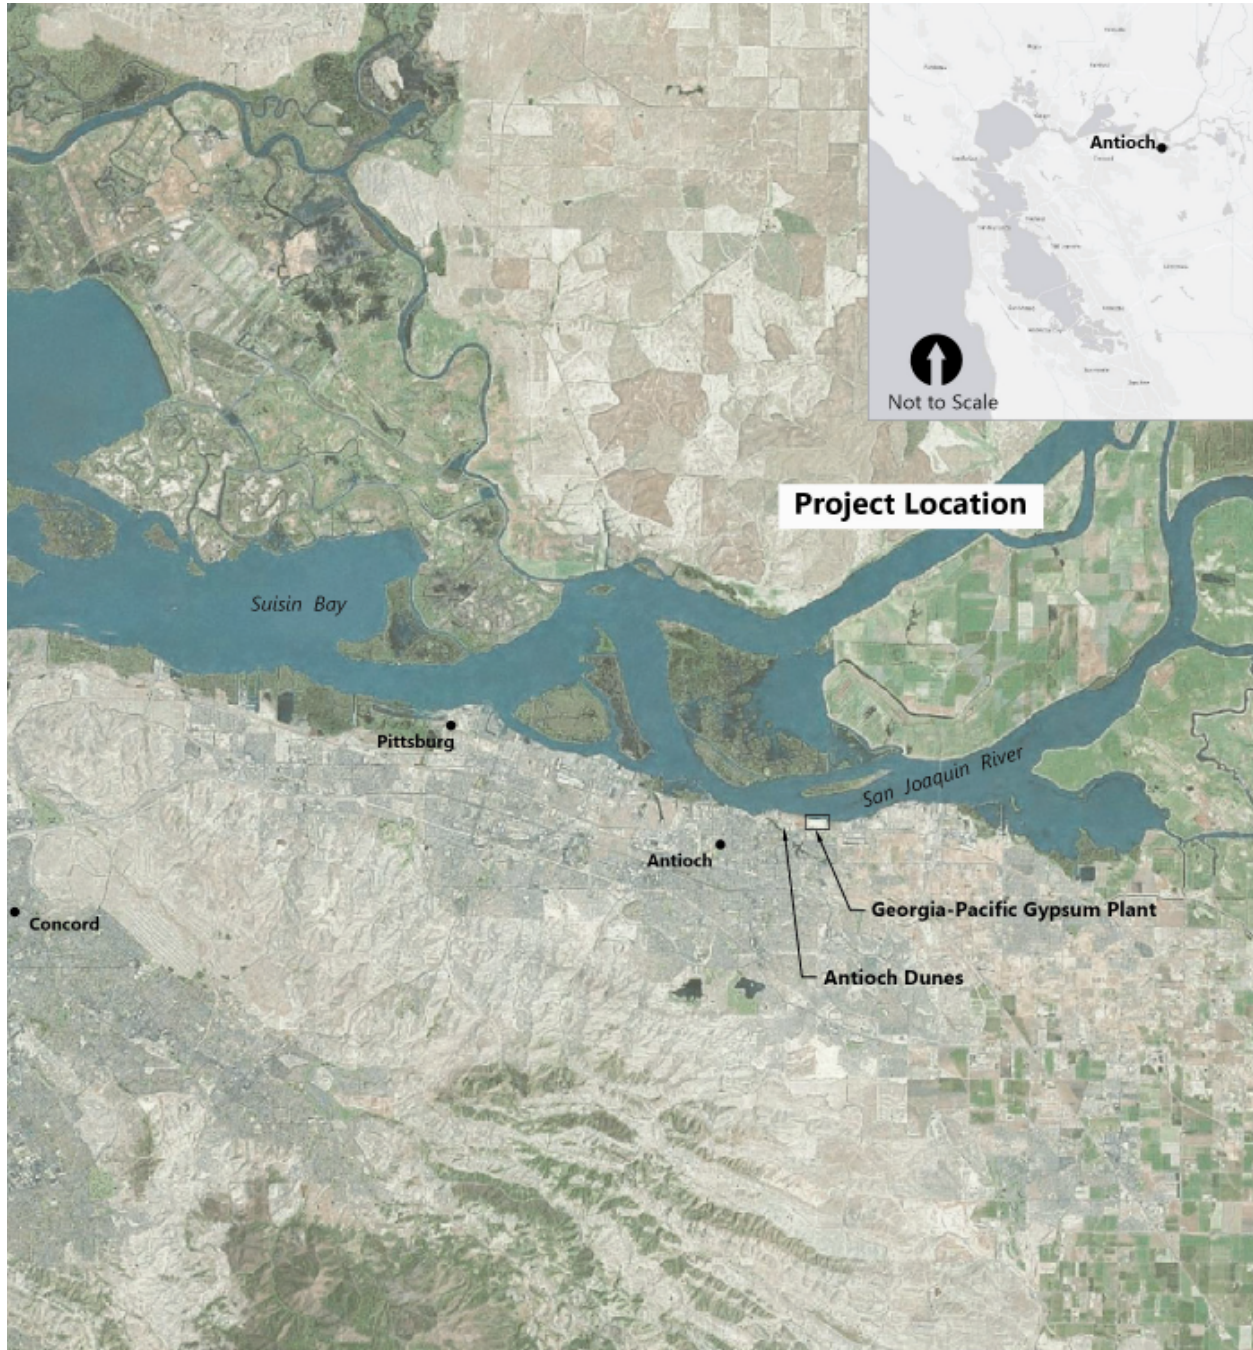 Antioch
Not to Scale
Project Location
Suisin Bay
Pittsburg
San Joaquin River
Antioch
Georgia-Pacific Gypsum Plant
Concord
Antioch Dunes